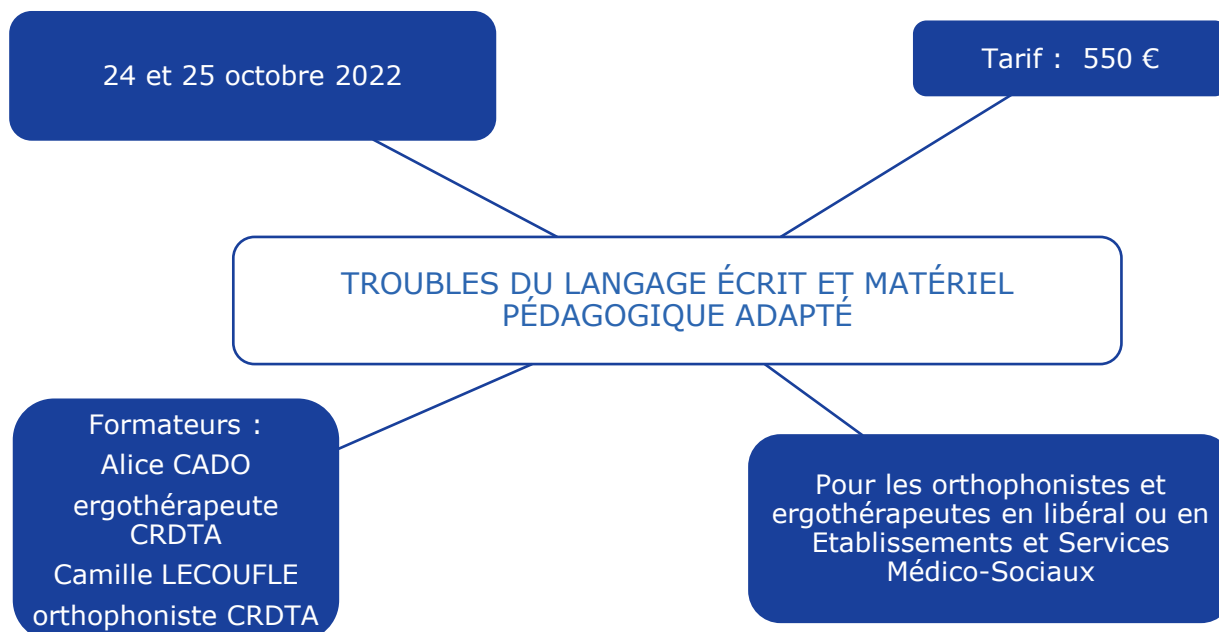 24 et 25 octobre 2022
Tarif : 550 €
TROUBLES DU LANGAGE ÉCRIT ET MATÉRIEL
PÉDAGOGIQUE ADAPTÉ
Formateurs :
Alice CADO
ergothérapeute
CRDTA
Camille LECOUFLE
orthophoniste CRDTA
Pour les orthophonistes et
ergothérapeutes en libéral ou en
Etablissements et Services
Médico-Sociaux